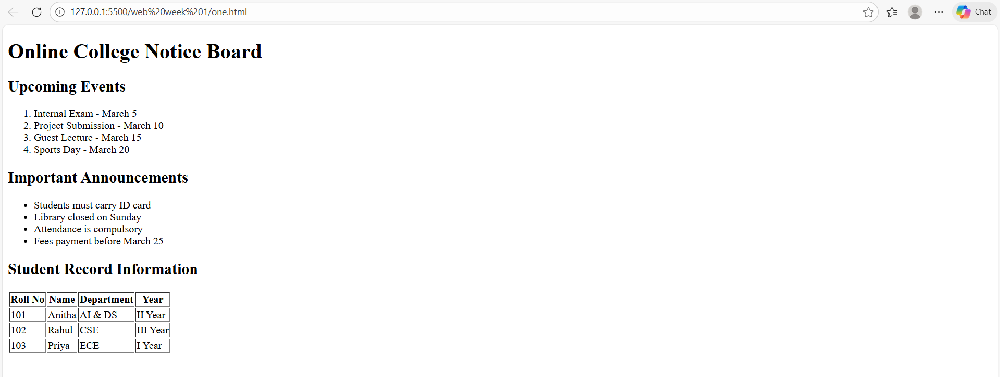 127.0.0.1:5500/web%20week%201/one.html
Chat
Online College Notice Board
Upcoming Events
1. Internal Exam - March 5
2. Project Submission - March 10
3. Guest Lecture - March 15
4. Sports Day - March 20
Important Announcements
• Students must carry ID card
• Library closed on Sunday
• Attendance is compulsory
• Fees payment before March 25
Student Record Information
Roll No Name Department Year
101 Anitha AI & DS II Year
102 Rahul CSE III Year
103 Priya ECE I Year